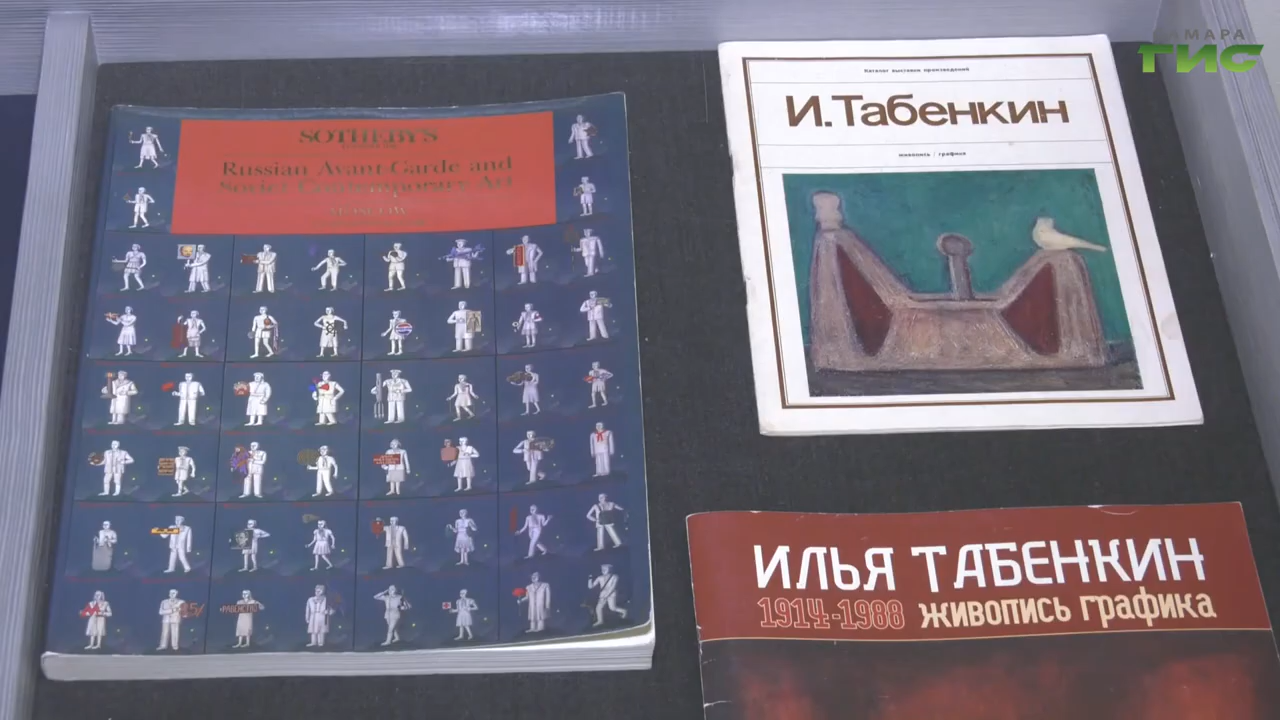 САМАРА
ГИС
SOTHEBY'S
Russian Avant-Garde and
Soviet Contemporary Art
MOSCOW
РАВЕНСТВО
Каталог выставки произведений
И.Табенкин
живопись / графика
ИЛЬЯ ТАБЕНКИН
1914-1988 живопись графика